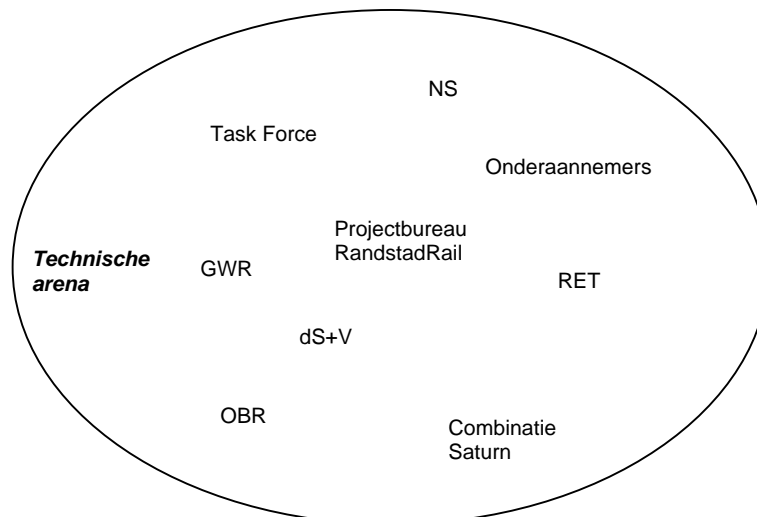 NS
Task Force
Onderaannemers
Projectbureau
RandstadRail
Technische
arena
GWR
RET
dS+V
OBR
Combinatie
Saturn